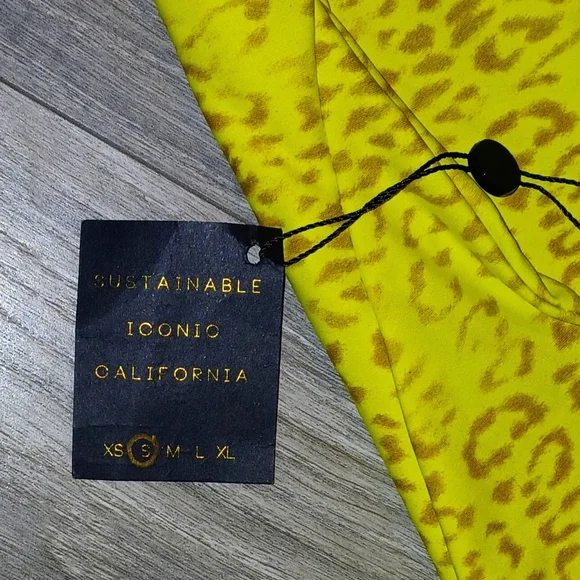 SUSTAINABLE
ICONIC
CALIFORNIA
XS S M L XL